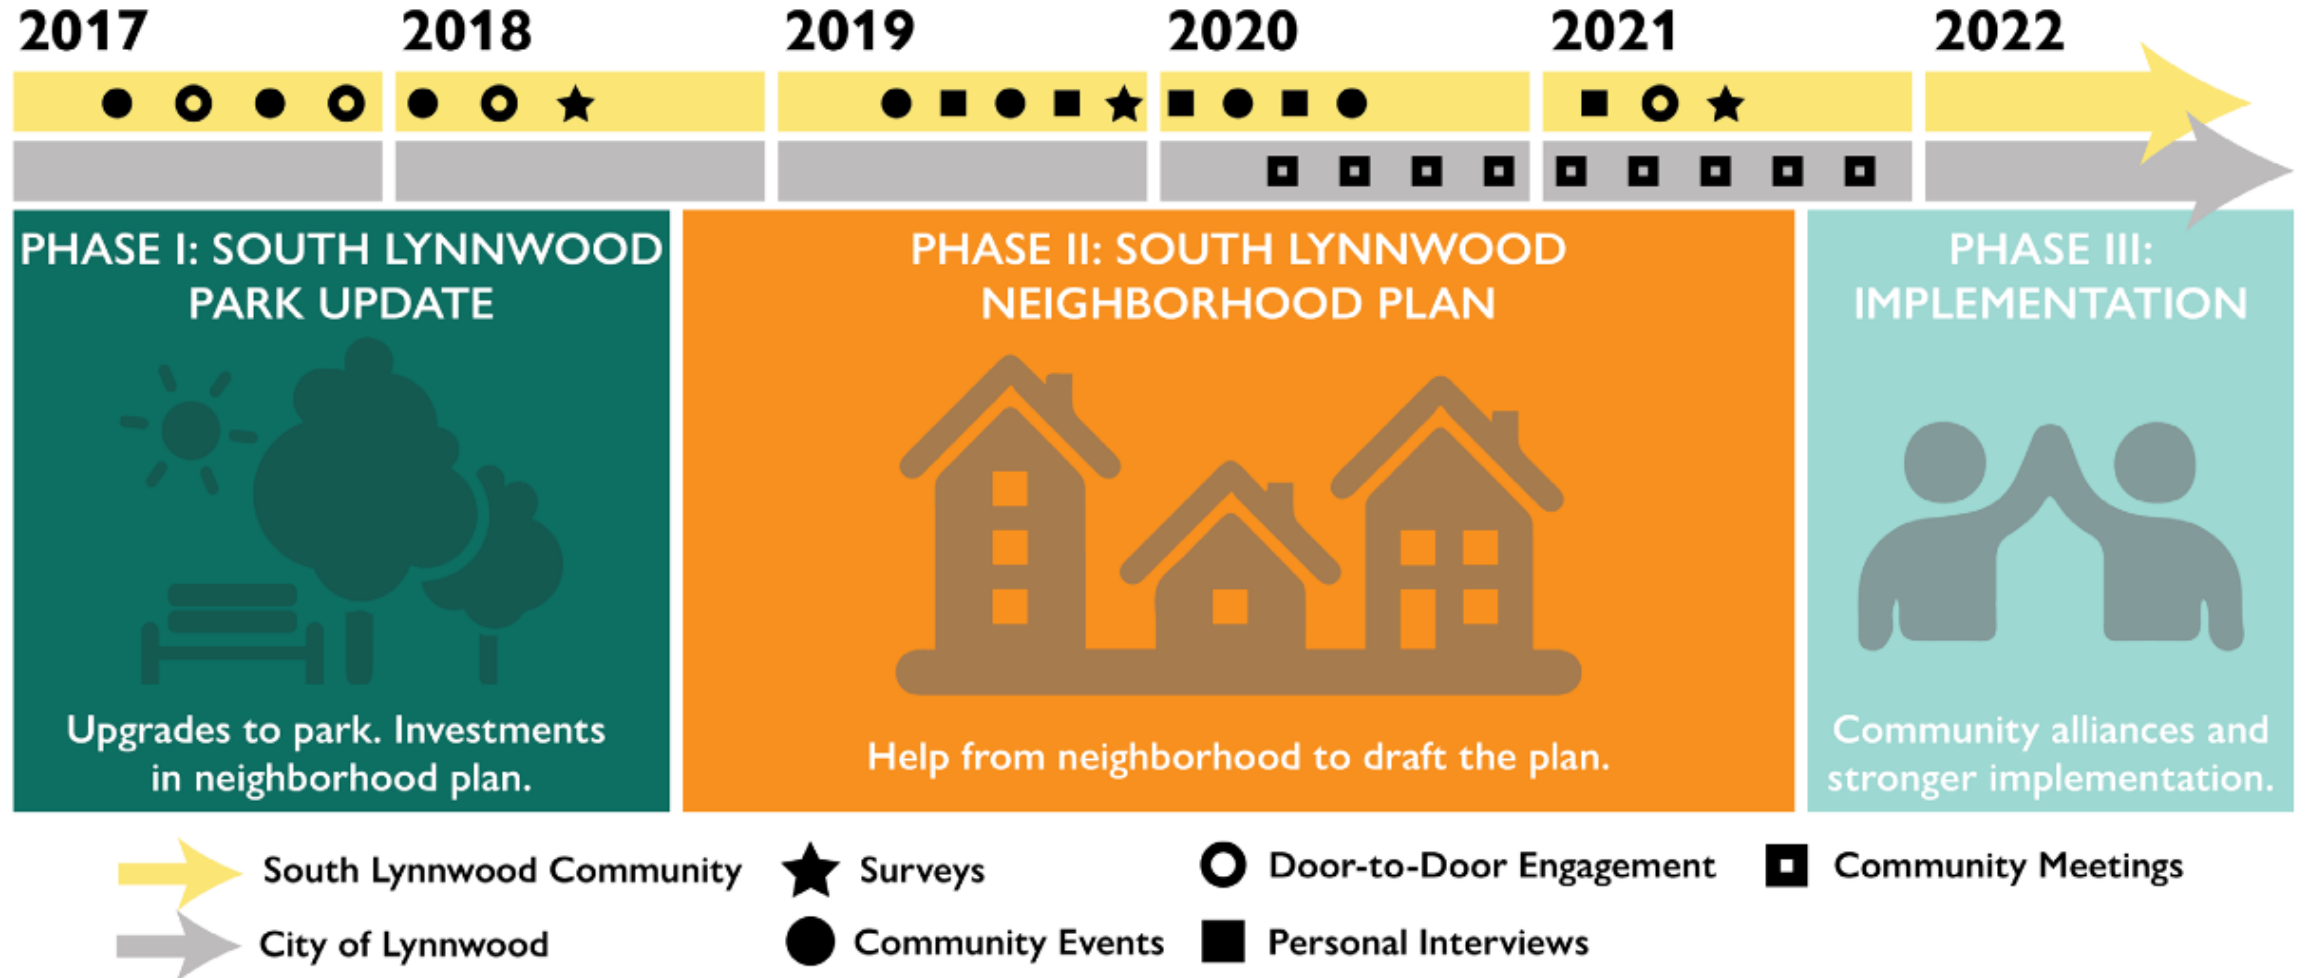 2017 2018 2019 2020 2021 2022
PHASE I: SOUTH LYNNWOOD
PARK UPDATE
Upgrades to park. Investments
in neighborhood plan.
PHASE II: SOUTH LYNNWOOD
NEIGHBORHOOD PLAN
Help from neighborhood to draft the plan.
PHASE III:
IMPLEMENTATION
Community alliances and
stronger implementation.
South Lynnwood Community
Surveys
Door-to-Door Engagement
Community Meetings
City of Lynnwood
Community Events
Personal Interviews